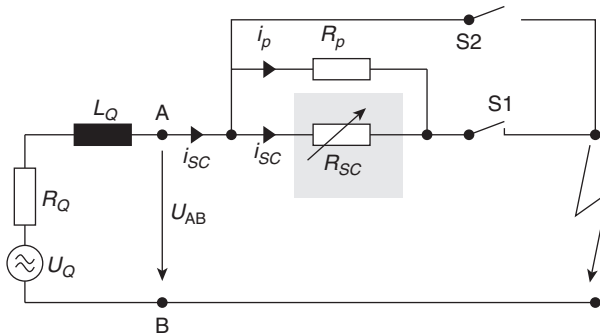 S2
i_p
R_p
S1
L_Q
A
i_SC
i_SC
R_SC
R_Q
U_AB
U_Q
B